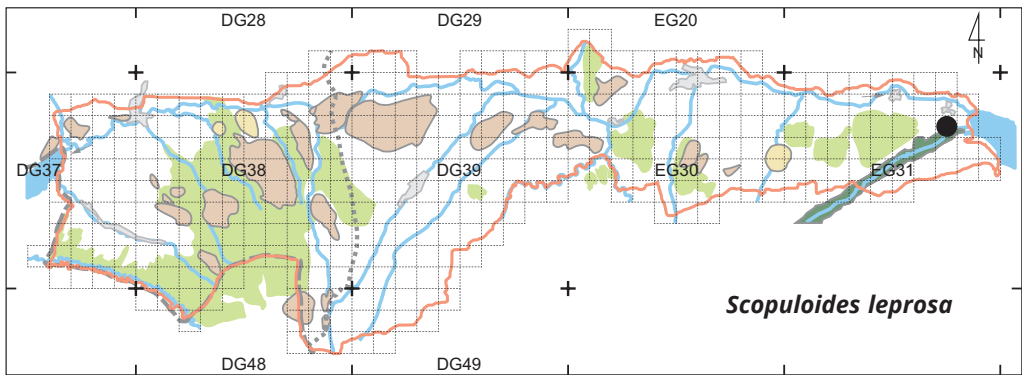 DG28 DG29 EG20
N
DG37 DG38 DG39 EG30 EG31
Scopuloides leprosa
DG48 DG49